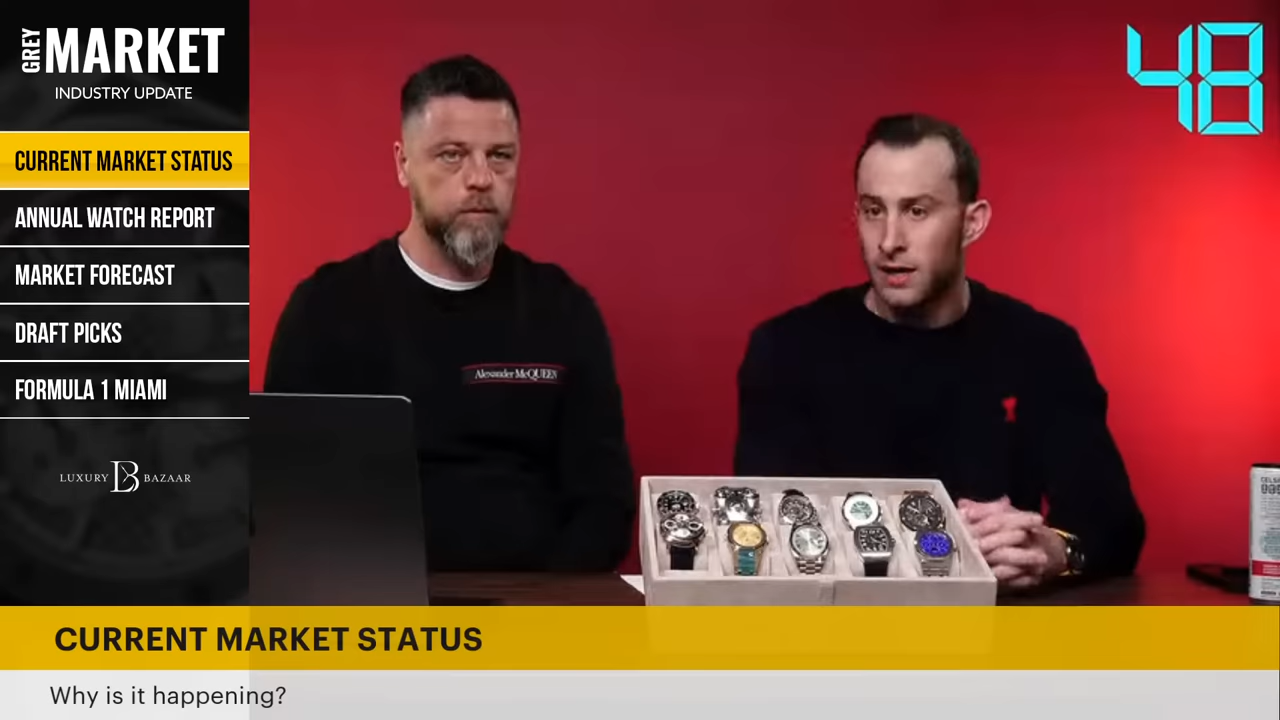 GREY MARKET
INDUSTRY UPDATE
CURRENT MARKET STATUS
ANNUAL WATCH REPORT
MARKET FORECAST
DRAFT PICKS
FORMULA 1 MIAMI
LUXURY B BAZAAR
48
Alexander McQUEEN
CURRENT MARKET STATUS
Why is it happening?